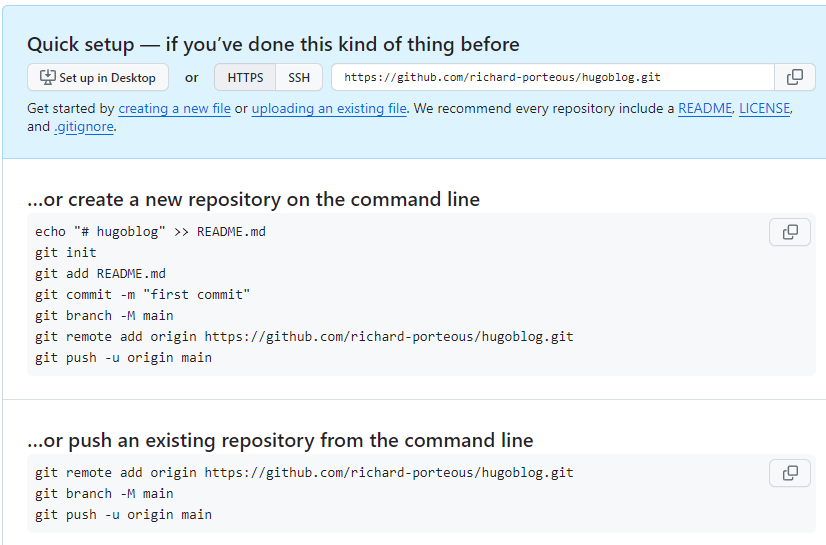 Quick setup — if you’ve done this kind of thing before
Set up in Desktop or HTTPS SSH https://github.com/richard-porteous/hugoblog.git
Get started by creating a new file or uploading an existing file. We recommend every repository include a README, LICENSE,
and .gitignore.
…or create a new repository on the command line
echo "# hugoblog" >> README.md
git init
git add README.md
git commit -m "first commit"
git branch -M main
git remote add origin https://github.com/richard-porteous/hugoblog.git
git push -u origin main
…or push an existing repository from the command line
git remote add origin https://github.com/richard-porteous/hugoblog.git
git branch -M main
git push -u origin main